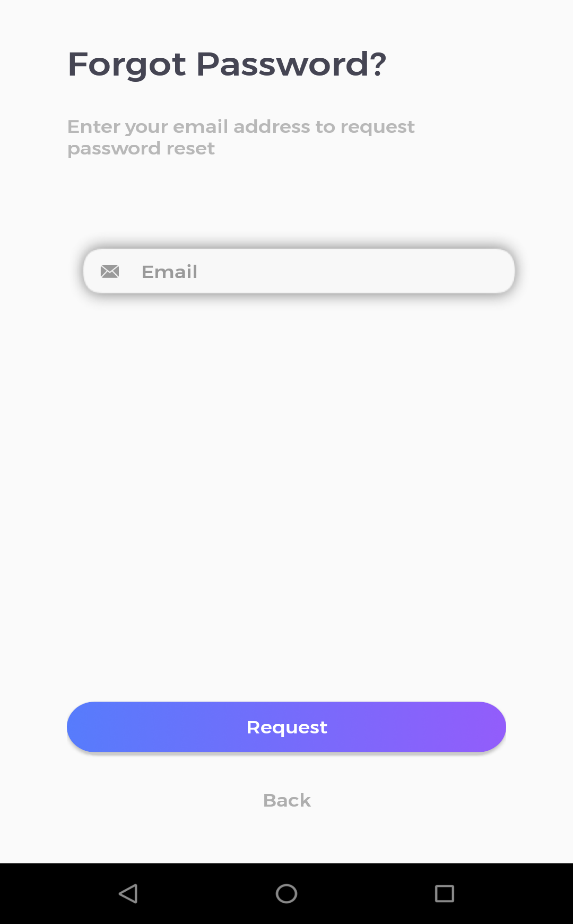 Forgot Password?
Enter your email address to request
password reset
Email
Request
Back